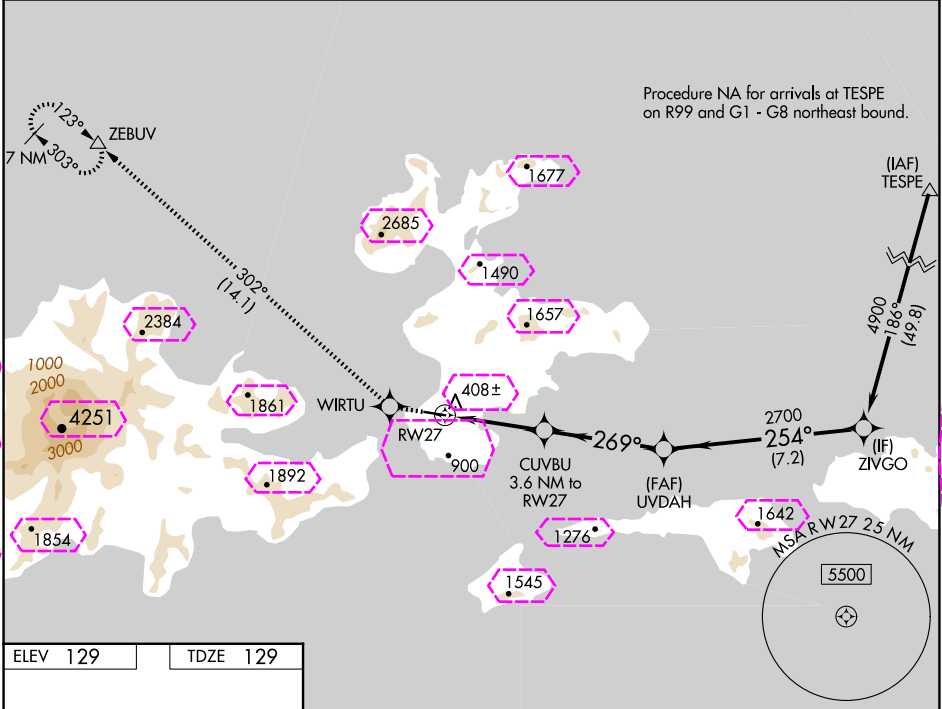 Procedure NA for arrivals at TESPE
on R99 and G1 - G8 northeast bound.
123°
ZEBUV
7 NM
303°
(IAF)
TESPE
1677
2685
302°
(14.1)
1490
4900
186°
(49.8)
2384
1657
1000
2000
4251
3000
1861
408±
WIRTU
RW27
900
269°
2700
254°
(7.2)
(IF)
ZIVGO
CUVBU
3.6 NM to
RW27
(FAF)
UVDAH
1892
1854
1276
1642
1545
MSA RW27 25 NM
5500
ELEV 129
TDZE 129